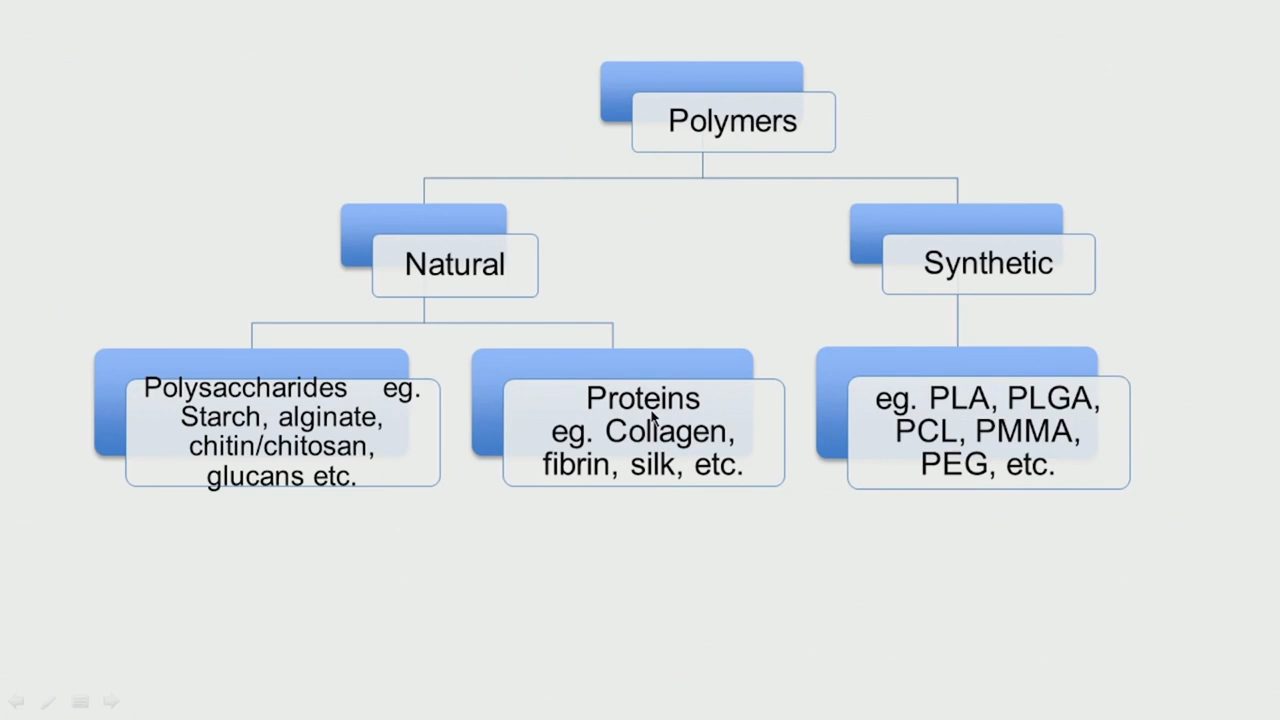 Polymers
Natural
Synthetic
Polysaccharides eg.
Starch, alginate,
chitin/chitosan,
glucans etc.
Proteins
eg. Collagen,
fibrin, silk, etc.
eg. PLA, PLGA,
PCL, PMMA,
PEG, etc.